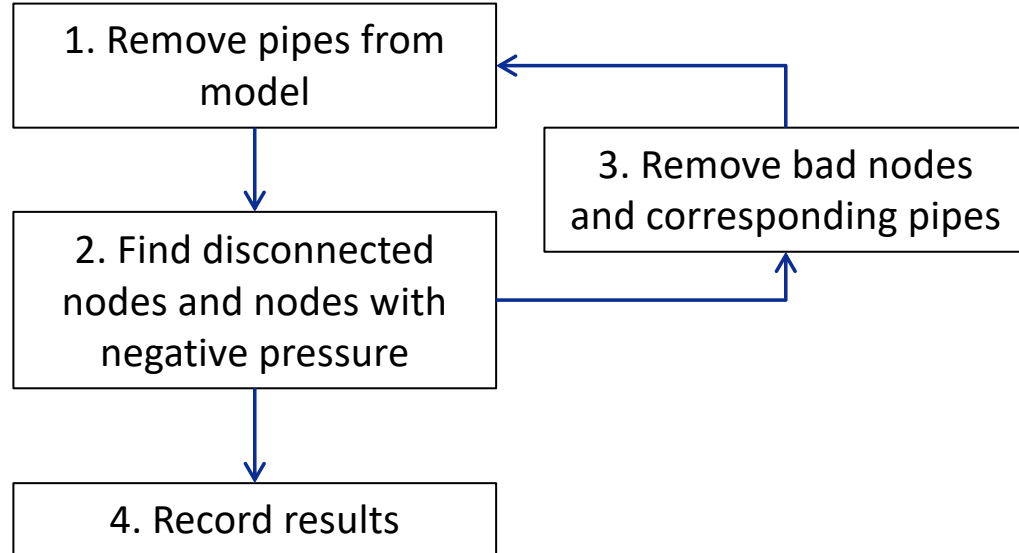 1. Remove pipes from
model
2. Find disconnected
nodes and nodes with
negative pressure
3. Remove bad nodes
and corresponding pipes
4. Record results